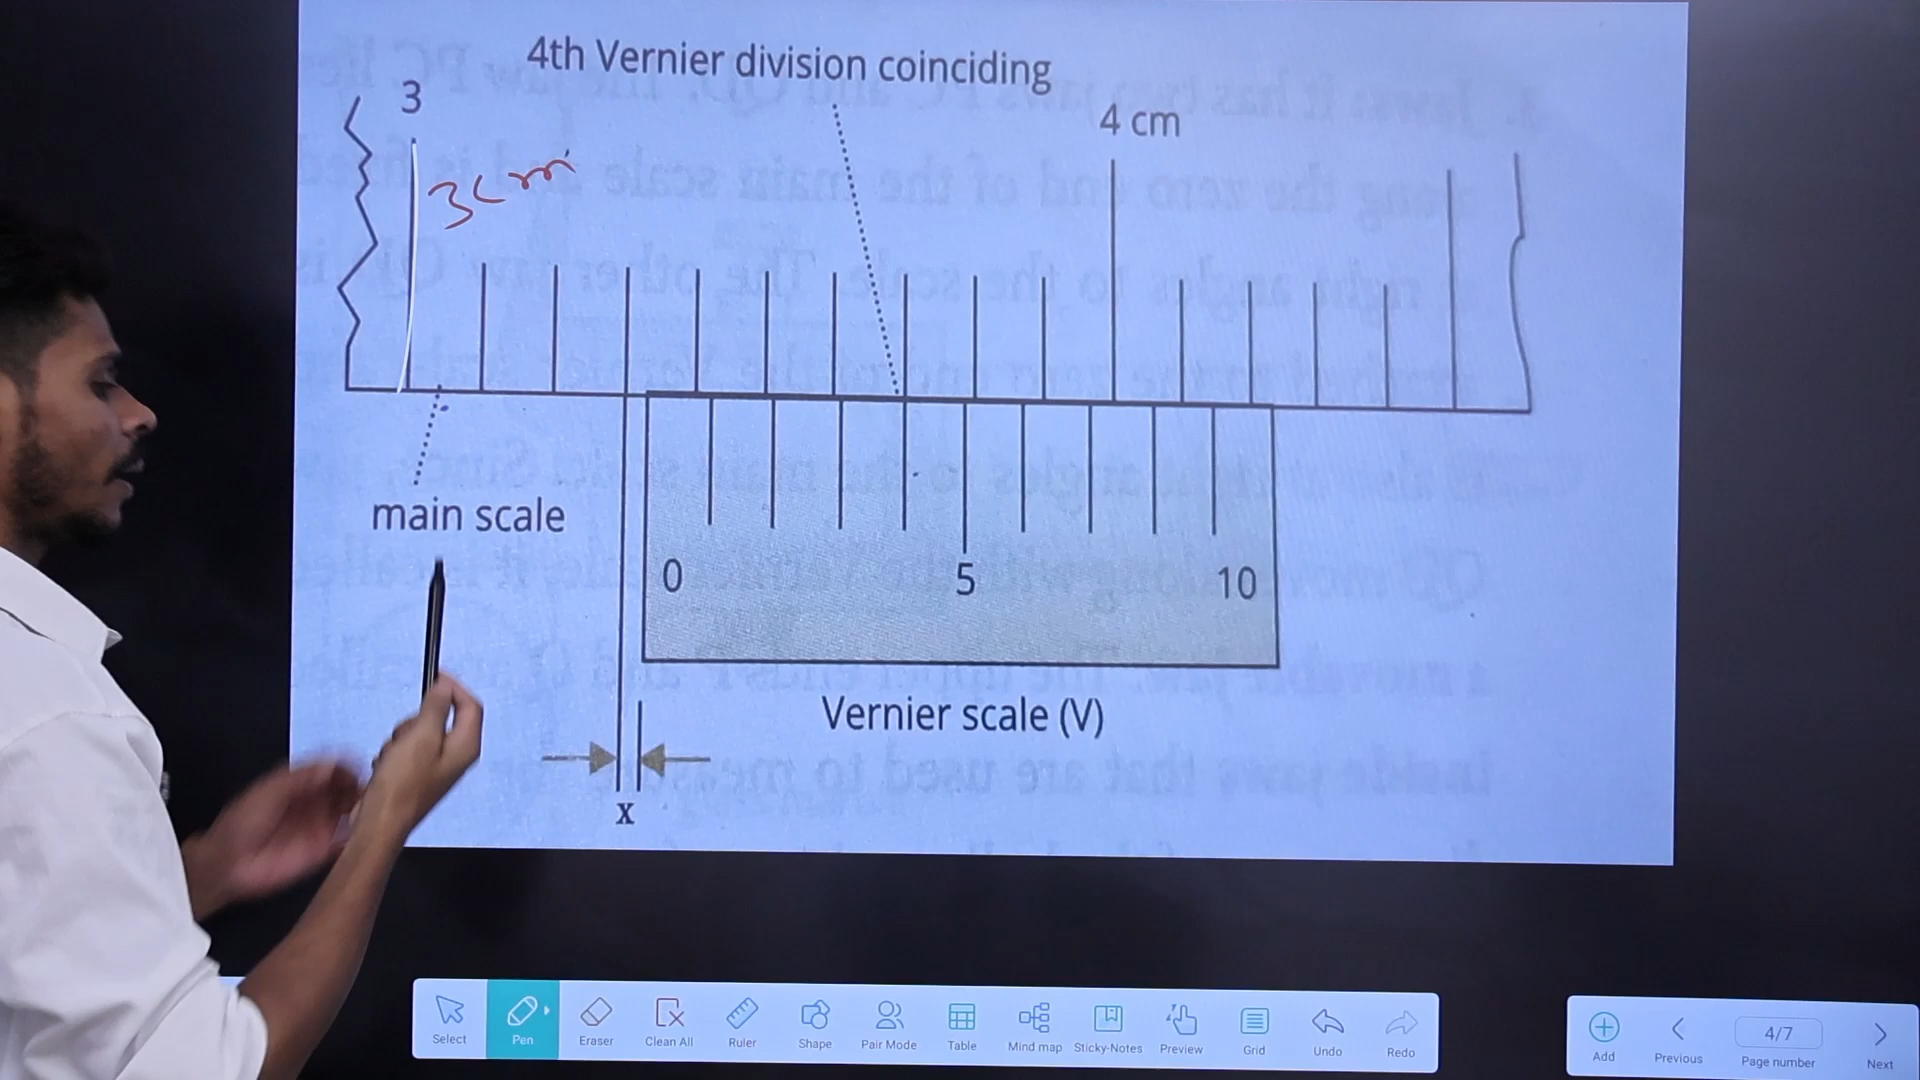 4th Vernier division coinciding
3
4 cm
3cm
main scale
0
5
10
Vernier scale (V)
x
Select
Pen
Eraser
Clean All
Ruler
Shape
Pair Mode
Table
Mind map
Sticky-Notes
Preview
Grid
Undo
Redo
Add
Previous
4/7
Page number
Next